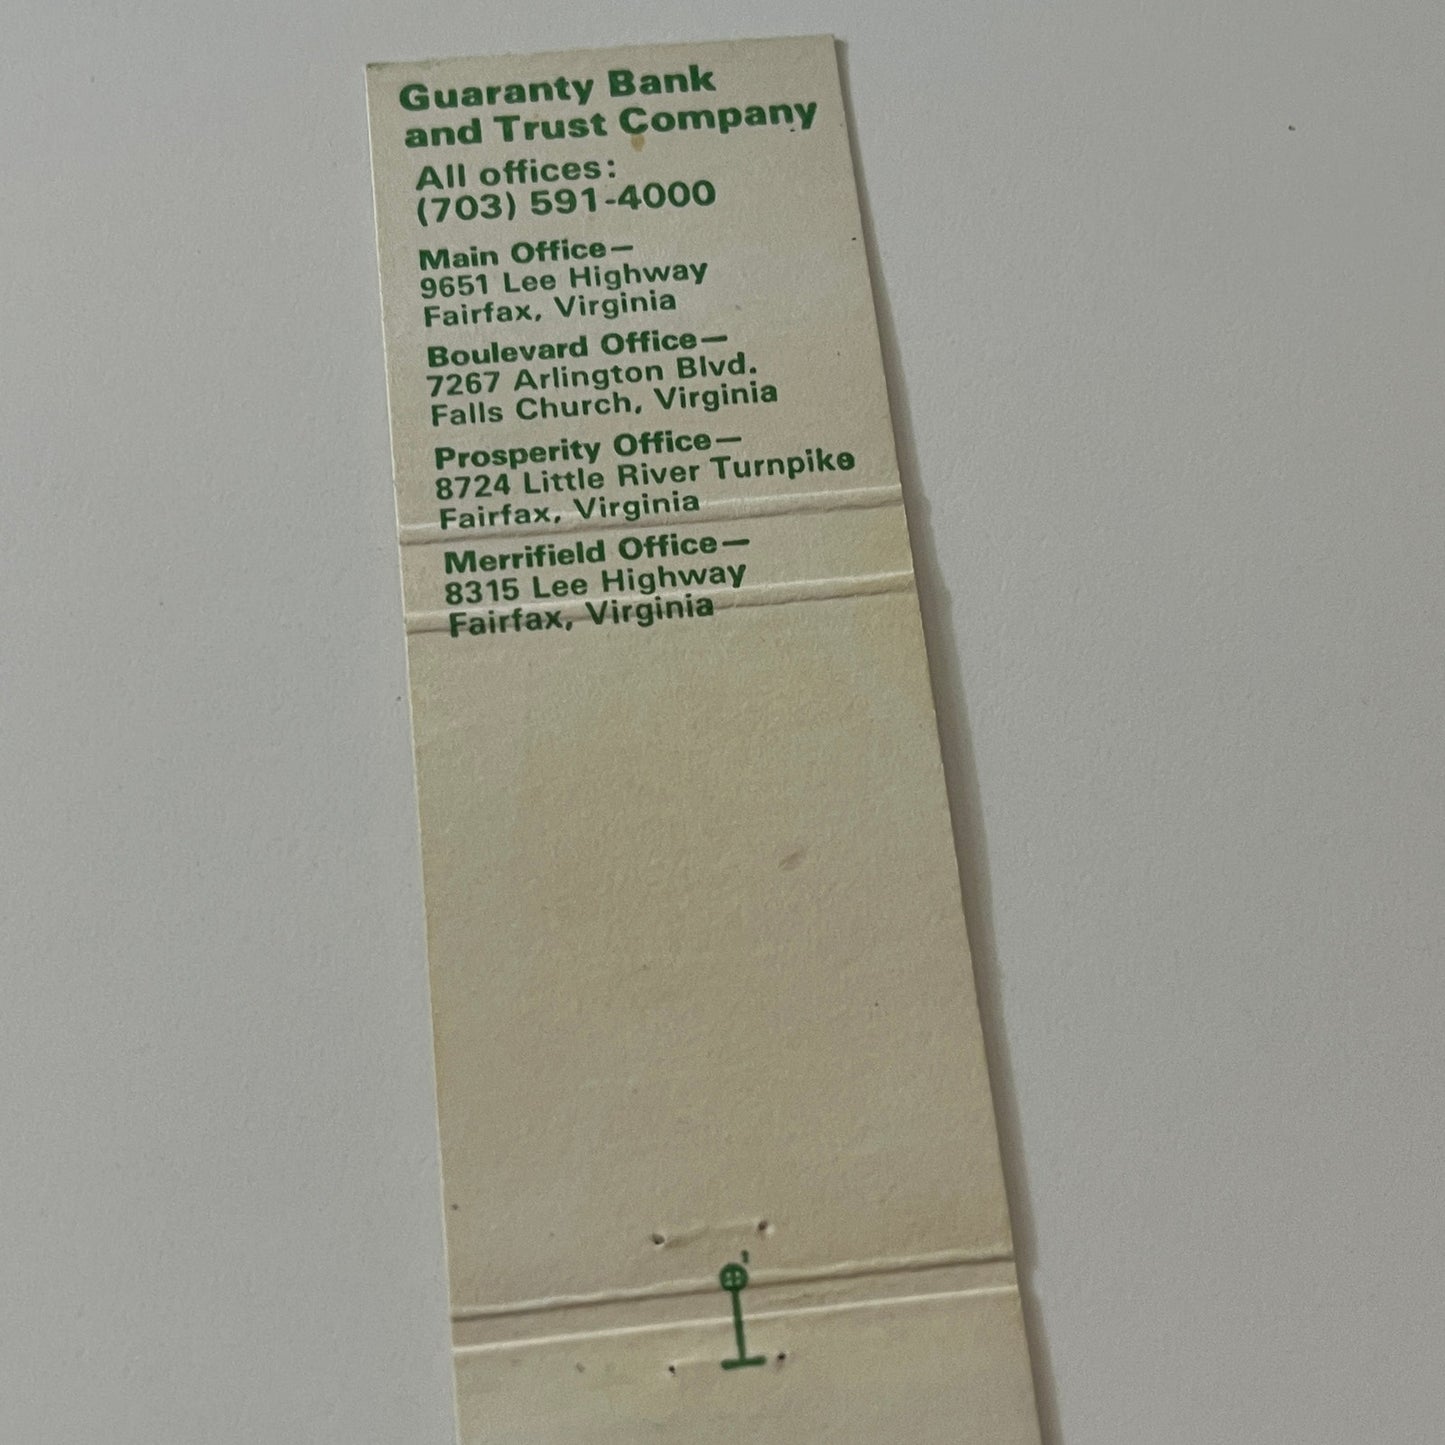 Guaranty Bank
and Trust Company
All offices:
(703) 591-4000
Main Office—
9651 Lee Highway
Fairfax, Virginia
Boulevard Office—
7267 Arlington Blvd.
Falls Church, Virginia
Prosperity Office—
8724 Little River Turnpike
Fairfax, Virginia
Merrifield Office—
8315 Lee Highway
Fairfax, Virginia